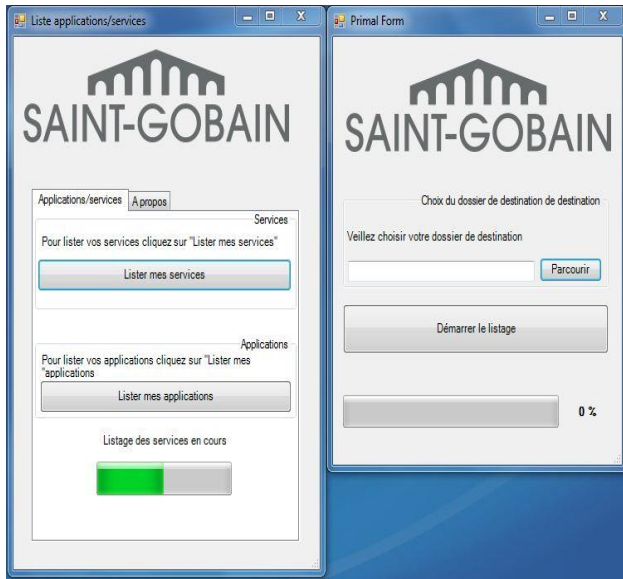 Liste applications/services
SAINT-GOBAIN
Applications/services
A propos
Services
Pour lister vos services cliquez sur "Lister mes services"
Lister mes services
Applications
Pour lister vos applications cliquez sur "Lister mes
"applications
Lister mes applications
Listage des services en cours
Primal Form
SAINT-GOBAIN
Choix du dossier de destination de destination
Veillez choisir votre dossier de destination
Parcourir
Démarrer le listage
0 %